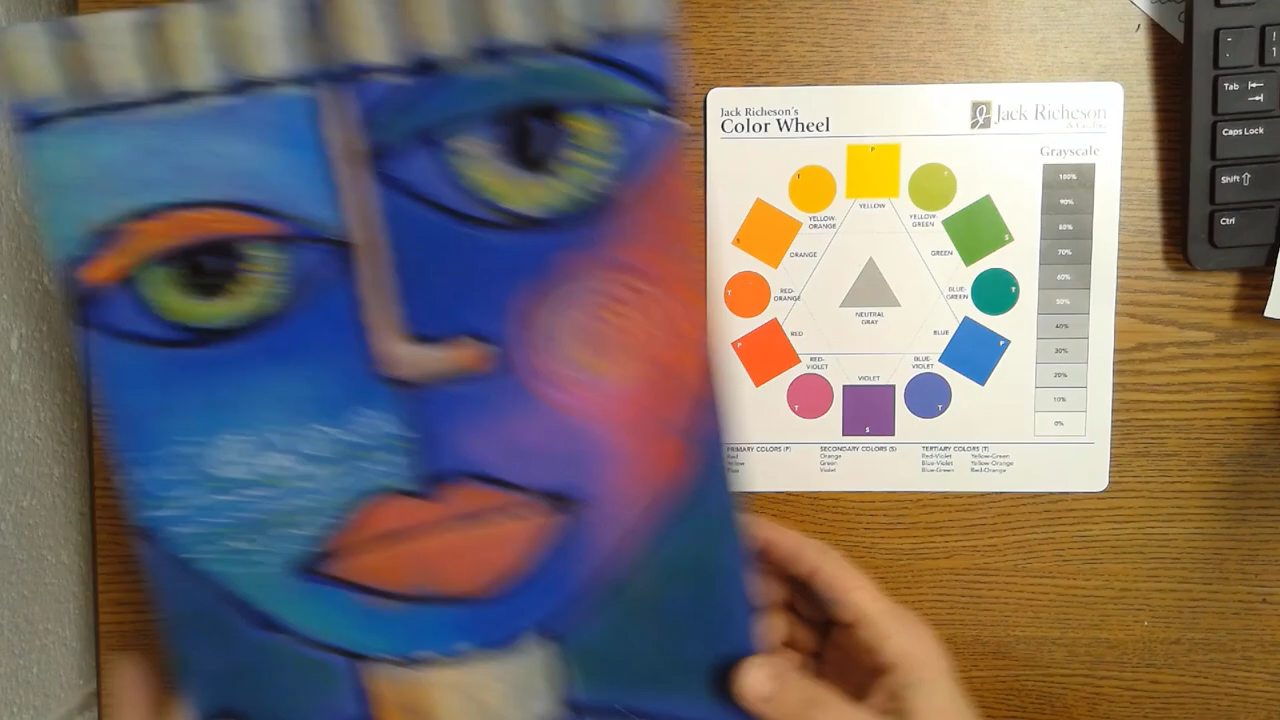 Jack Richeson's
Color Wheel
Jack Richeson
Grayscale
P
YELLOW
T
YELLOW-
ORANGE
T
YELLOW-
GREEN
S
ORANGE
S
GREEN
T
RED-
ORANGE
T
BLUE-
GREEN
P
RED
P
BLUE
T
RED-
VIOLET
T
BLUE-
VIOLET
S
VIOLET
NEUTRAL
GRAY
100%
90%
80%
70%
60%
50%
40%
30%
20%
10%
0%
PRIMARY COLORS (P)
Red
Yellow
Blue
SECONDARY COLORS (S)
Orange
Green
Violet
TERTIARY COLORS (T)
Red-Violet Yellow-Green
Blue-Violet Yellow-Orange
Blue-Green Red-Orange
Tab
Caps Lock
Shift
Ctrl